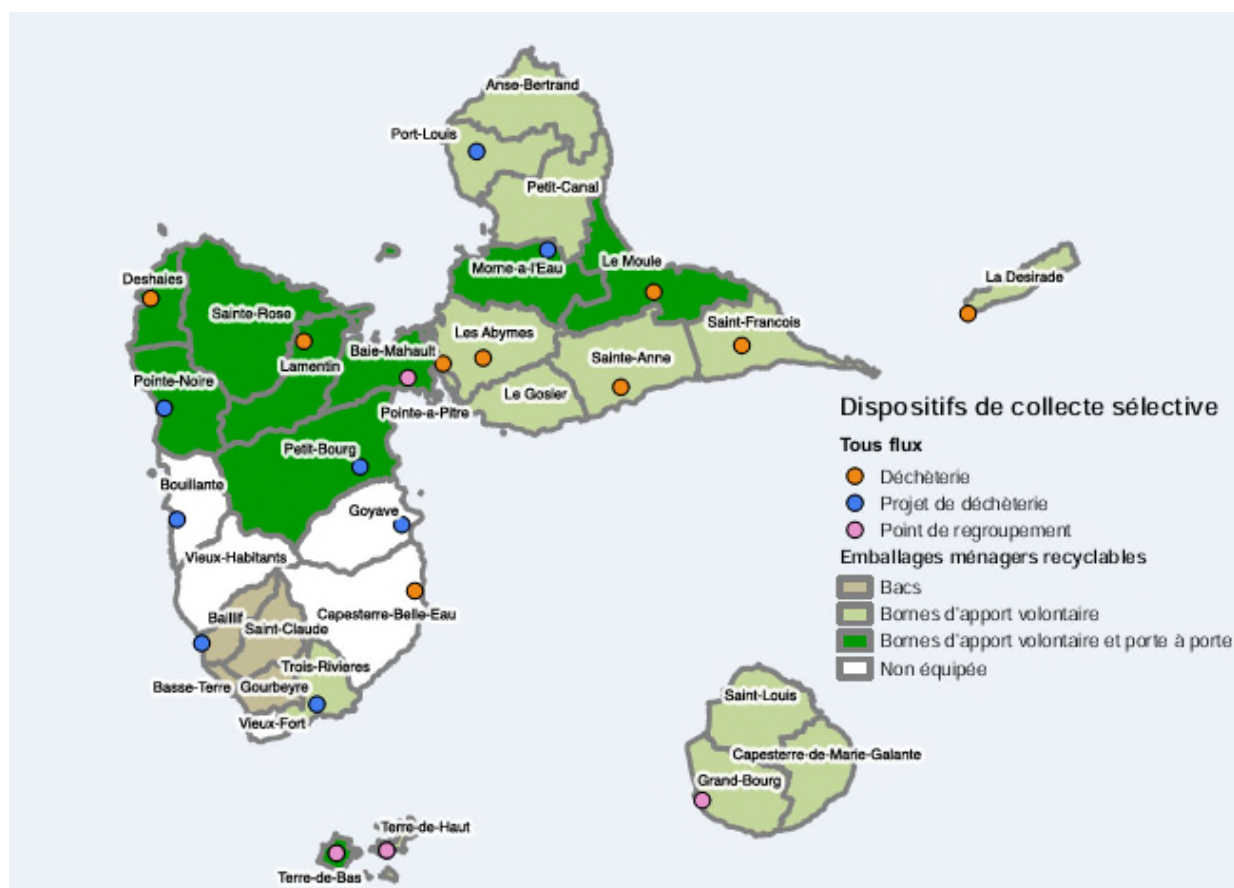 Anse-Bertrand
Port-Louis
Petit-Canal
Le Moule
Morne-a-l'Eau
La Desirade
Deshaies
Sainte-Rose
Saint-Francois
Les Abymes
Baie-Mahault
Sainte-Anne
Lamentin
Pointe-Noire
Le Gosier
Pointe-a-Pitre
Petit-Bourg
Bouillante
Goyave
Vieux-Habitants
Baillif
Capesterre-Belle-Eau
Saint-Claude
Trois-Rivieres
Basse-Terre
Gourbeyre
Vieux-Fort
Dispositifs de collecte sélective
Tous flux
Déchèterie
Projet de déchèterie
Point de regroupement
Emballages ménagers recyclables
Bacs
Bornes d'apport volontaire
Bornes d'apport volontaire et porte à porte
Non équipée
Saint-Louis
Capesterre-de-Marie-Galante
Grand-Bourg
Terre-de-Haut
Terre-de-Bas